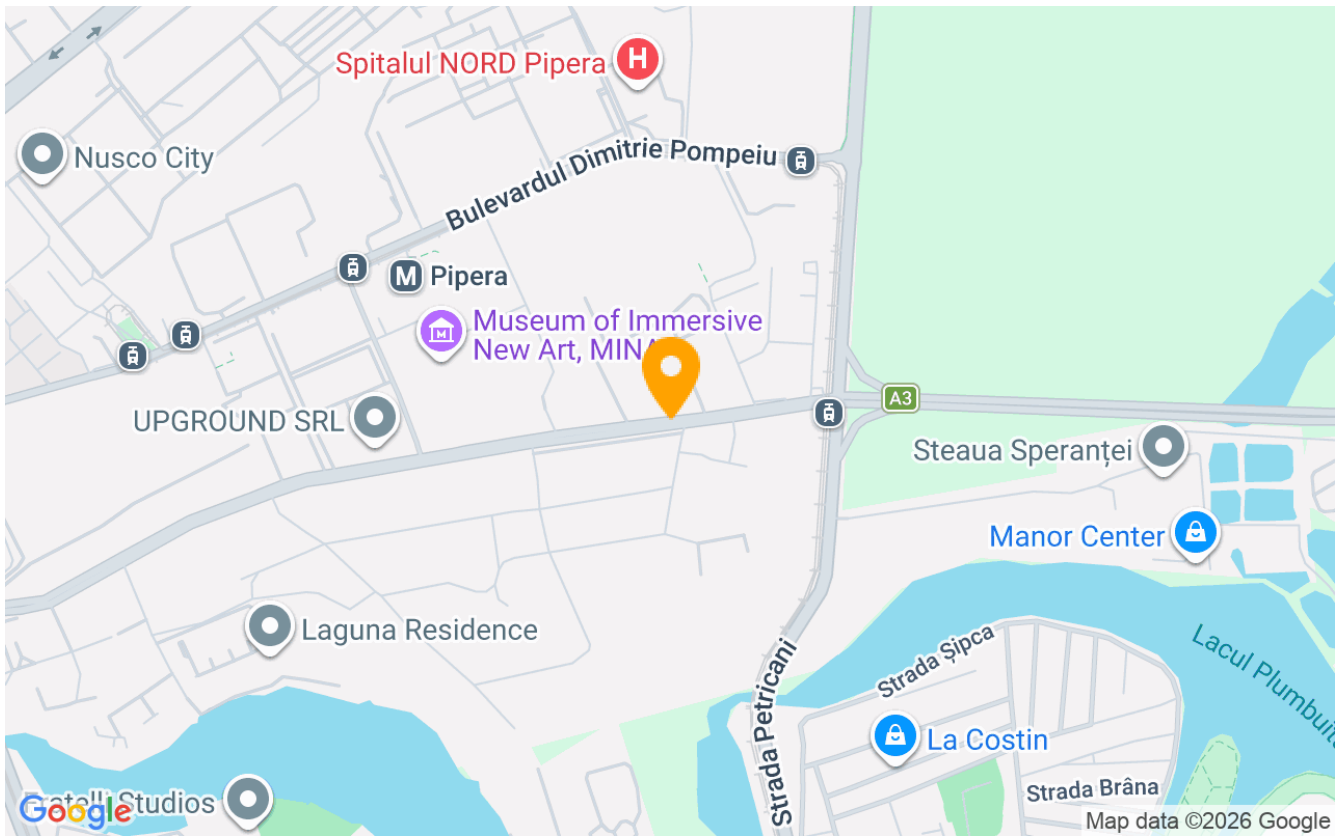 Spitalul NORD Pipera
H
Nusco City
Bulevardul Dimitrie Pompeiu
M Pipera
Museum of Immersive
New Art, MINA
UPGROUND SRL
A3
Steaua Speranței
Manor Center
Laguna Residence
Strada Petricani
Strada Șipca
Lacul Plumbuita
La Costin
Strada Brâna
Fratelli Studios
Google
Map data ©2026 Google